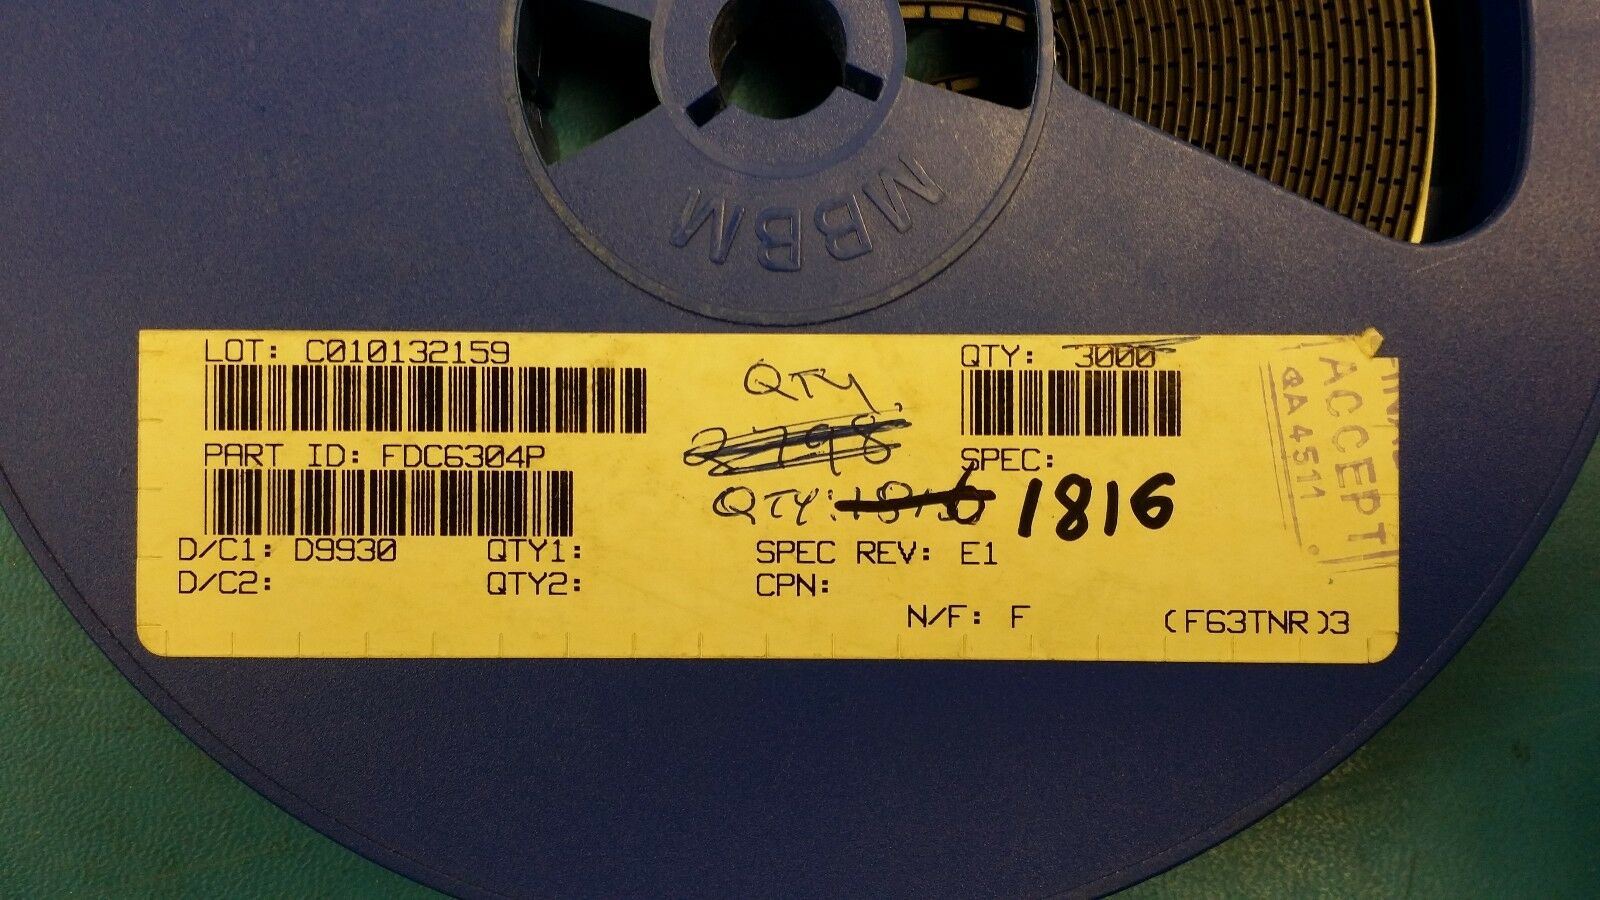 MBBM
LOT: C010132159
QTY: 3000
QTY
2798
PART ID: FDC6304P
SPEC:
QTY: 1816
D/C1: D9930 QTY1:
SPEC REV: E1
D/C2: QTY2:
CPN:
N/F: F
(F63TNR)3
ACCEPT
QA 4511